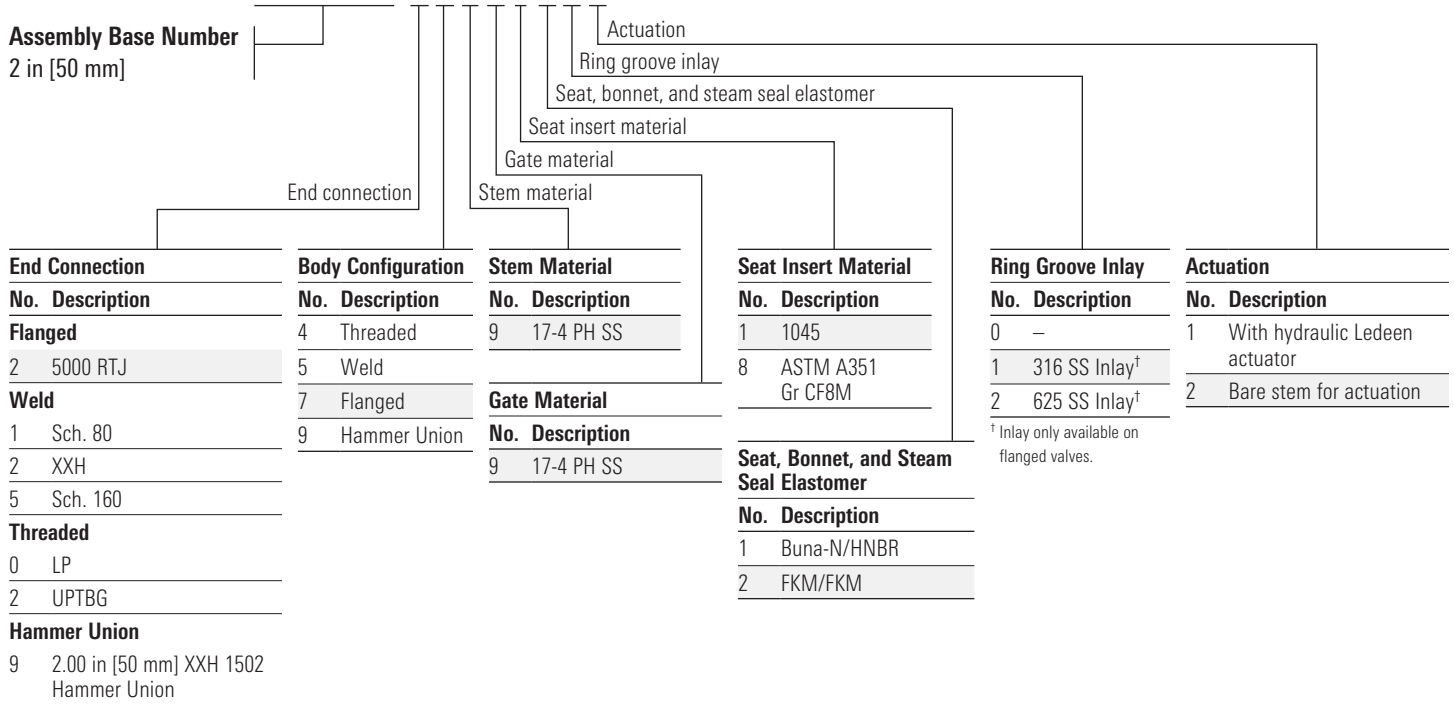 Assembly Base Number
2 in [50 mm]
Actuation
Ring groove inlay
Seat, bonnet, and steam seal elastomer
Seat insert material
Gate material
End connection
Stem material
End Connection
No. Description
Flanged
2 5000 RTJ
Weld
1 Sch. 80
2 XXH
5 Sch. 160
Threaded
0 LP
2 UPTBG
Hammer Union
9 2.00 in [50 mm] XXH 1502
Hammer Union
Body Configuration
No. Description
4 Threaded
5 Weld
7 Flanged
9 Hammer Union
Stem Material
No. Description
9 17-4 PH SS
Gate Material
No. Description
9 17-4 PH SS
Seat Insert Material
No. Description
1 1045
8 ASTM A351
Gr CF8M
Seat, Bonnet, and Steam
Seal Elastomer
No. Description
1 Buna-N/HNBR
2 FKM/FKM
Ring Groove Inlay
No. Description
0 –
1 316 SS Inlay†
2 625 SS Inlay†
† Inlay only available on
flanged valves.
Actuation
No. Description
1 With hydraulic Ledeen
actuator
2 Bare stem for actuation